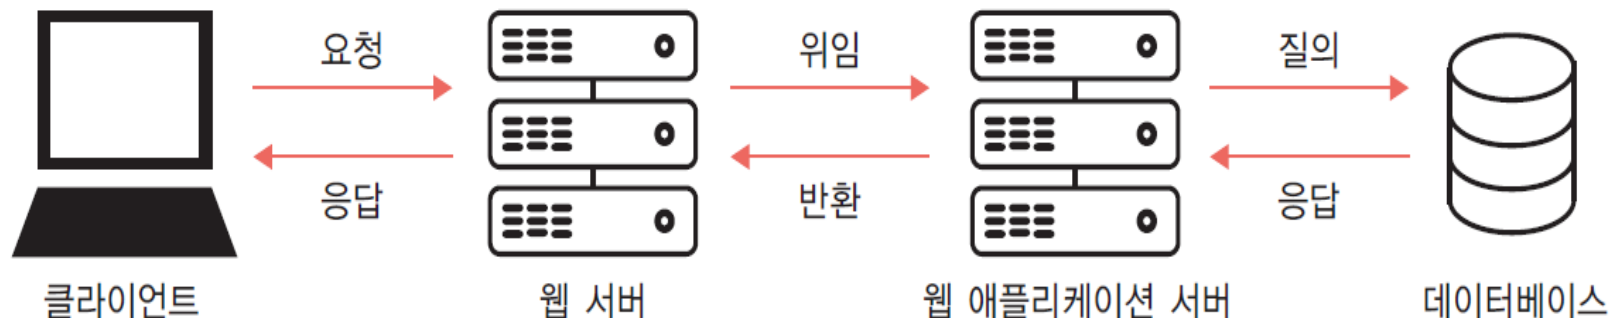 요청 위임 질의
응답 반환 응답
클라이언트 웹 서버 웹 애플리케이션 서버 데이터베이스